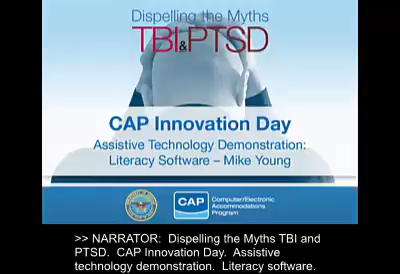 Dispelling the Myths
TBI&PTSD
CAP Innovation Day
Assistive Technology Demonstration:
Literacy Software – Mike Young
CAP
Computer/Electronic
Accommodations
Program
>> NARRATOR:  Dispelling the Myths TBI and
PTSD.  CAP Innovation Day.  Assistive
technology demonstration.  Literacy software.